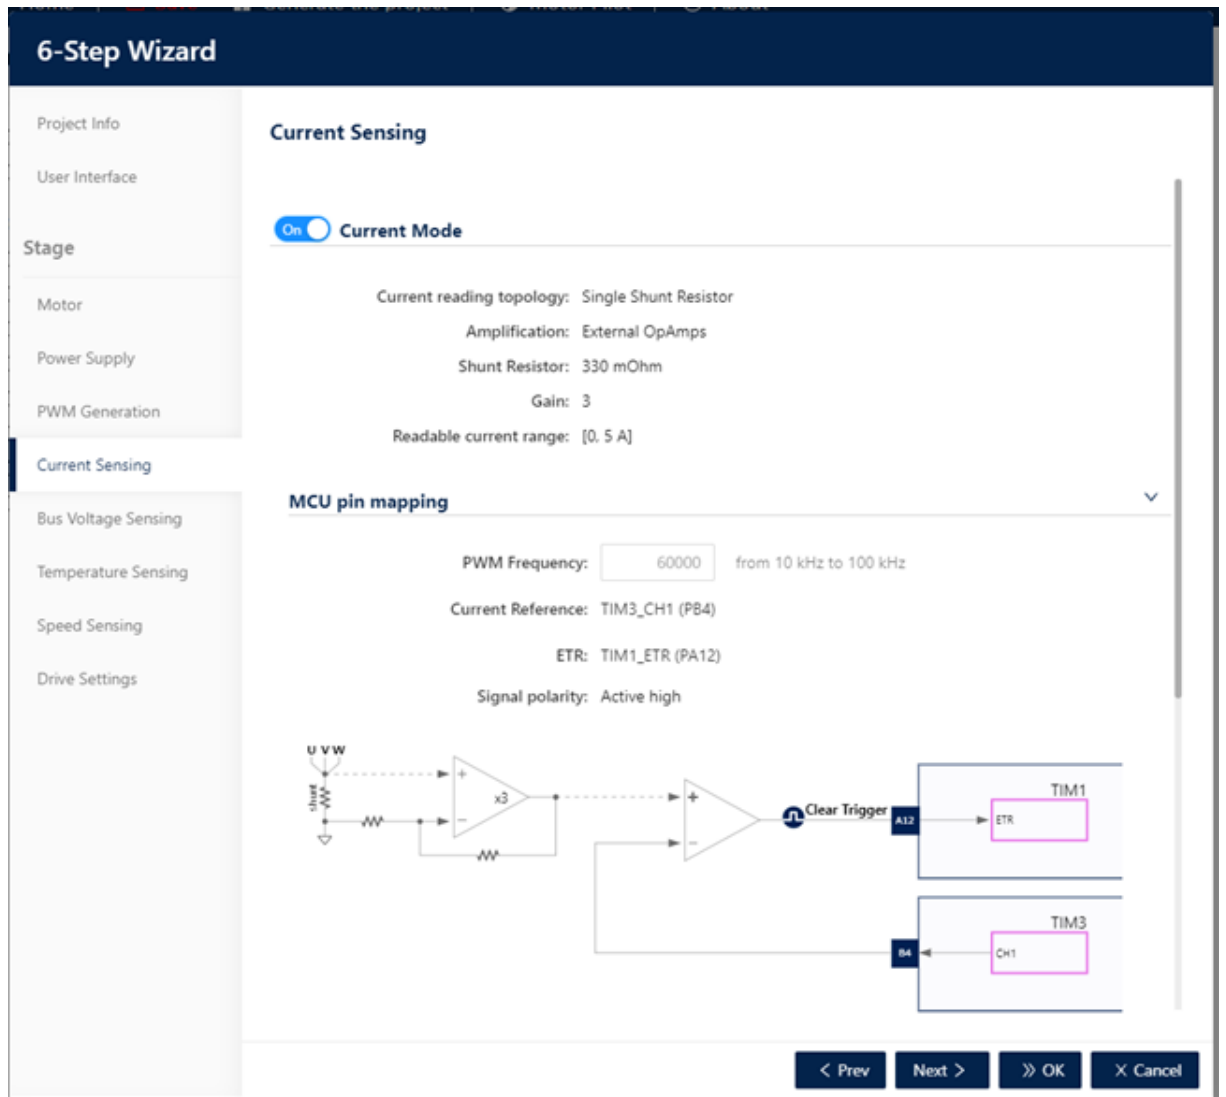 6-Step Wizard
Project Info
User Interface
Stage
Motor
Power Supply
PWM Generation
Current Sensing
Bus Voltage Sensing
Temperature Sensing
Speed Sensing
Drive Settings
Current Sensing
On Current Mode
Current reading topology: Single Shunt Resistor
Amplification: External OpAmps
Shunt Resistor: 330 mOhm
Gain: 3
Readable current range: [0, 5 A]
MCU pin mapping
PWM Frequency: 60000 from 10 kHz to 100 kHz
Current Reference: TIM3_CH1 (PB4)
ETR: TIM1_ETR (PA12)
Signal polarity: Active high
U V W
shunt
+
x3
−
+
−
Clear Trigger
A12
TIM1
ETR
TIM3
B4
CH1
< Prev
Next >
» OK
× Cancel